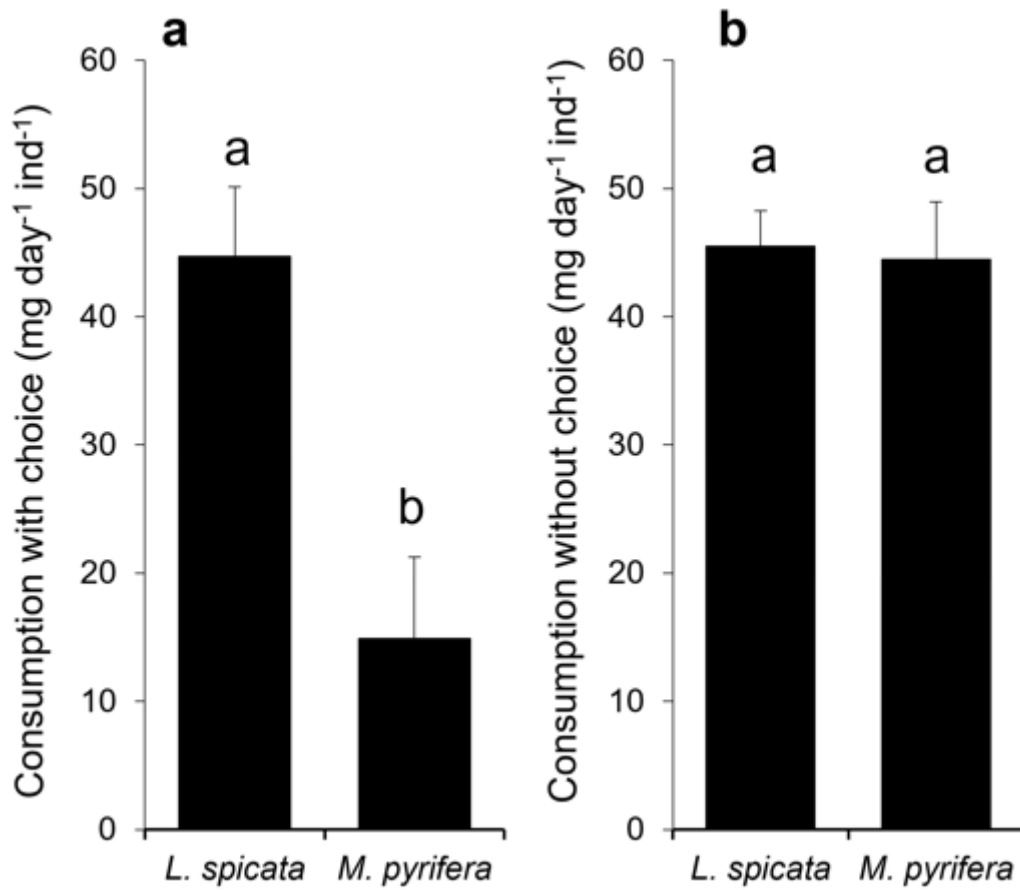 a
Consumption with choice (mg day⁻¹ ind⁻¹)
60
50
40
30
20
10
0
a
b
L. spicata M. pyrifera
b
Consumption without choice (mg day⁻¹ ind⁻¹)
60
50
40
30
20
10
0
a a
L. spicata M. pyrifera